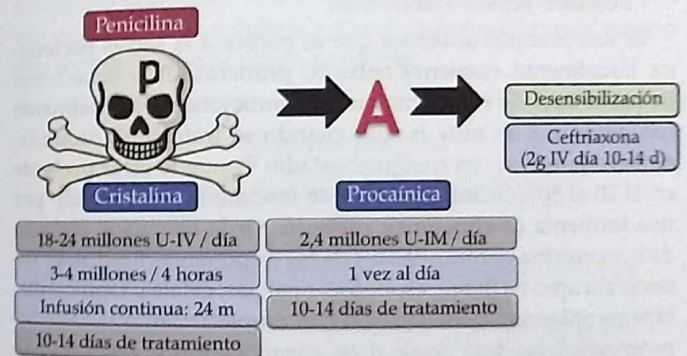 Penicilina
P
A
Desensibilización
Ceftriaxona
(2g IV día 10-14 d)
Cristalina
18-24 millones U-IV / día
3-4 millones / 4 horas
Infusión continua: 24 m
10-14 días de tratamiento
Procaínica
2,4 millones U-IM / día
1 vez al día
10-14 días de tratamiento